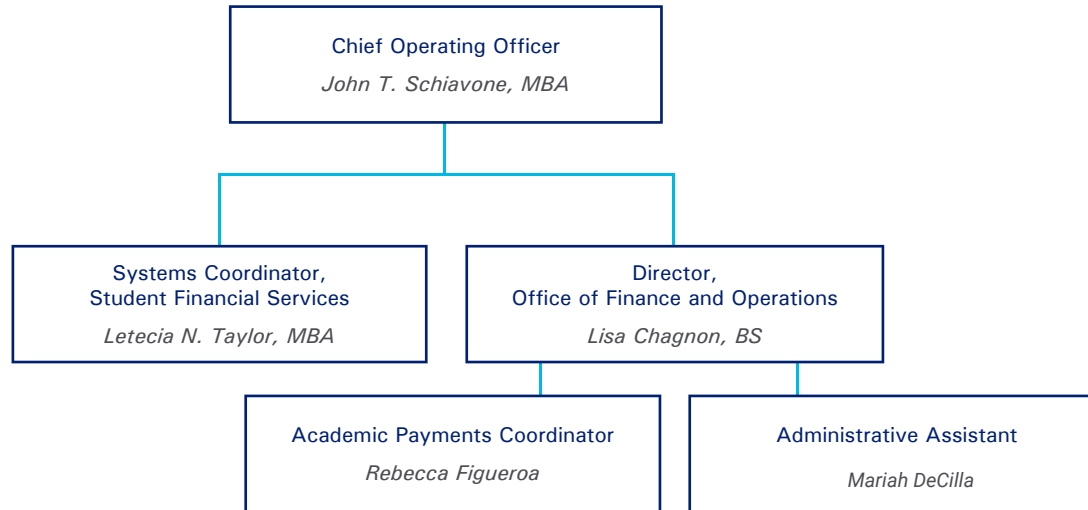 Chief Operating Officer
John T. Schiavone, MBA
Systems Coordinator,
Student Financial Services
Letecia N. Taylor, MBA
Director,
Office of Finance and Operations
Lisa Chagnon, BS
Academic Payments Coordinator
Rebecca Figueroa
Administrative Assistant
Mariah DeCilla